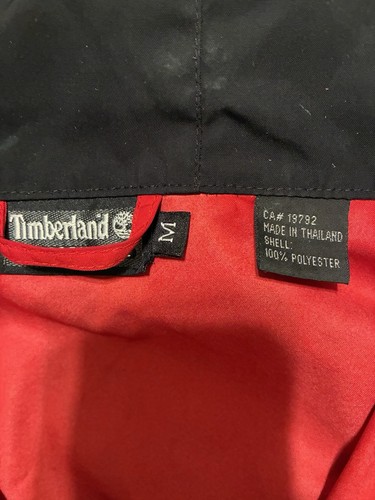 Timberland
M
CA# 19792
MADE IN THAILAND
SHELL:
100% POLYESTER